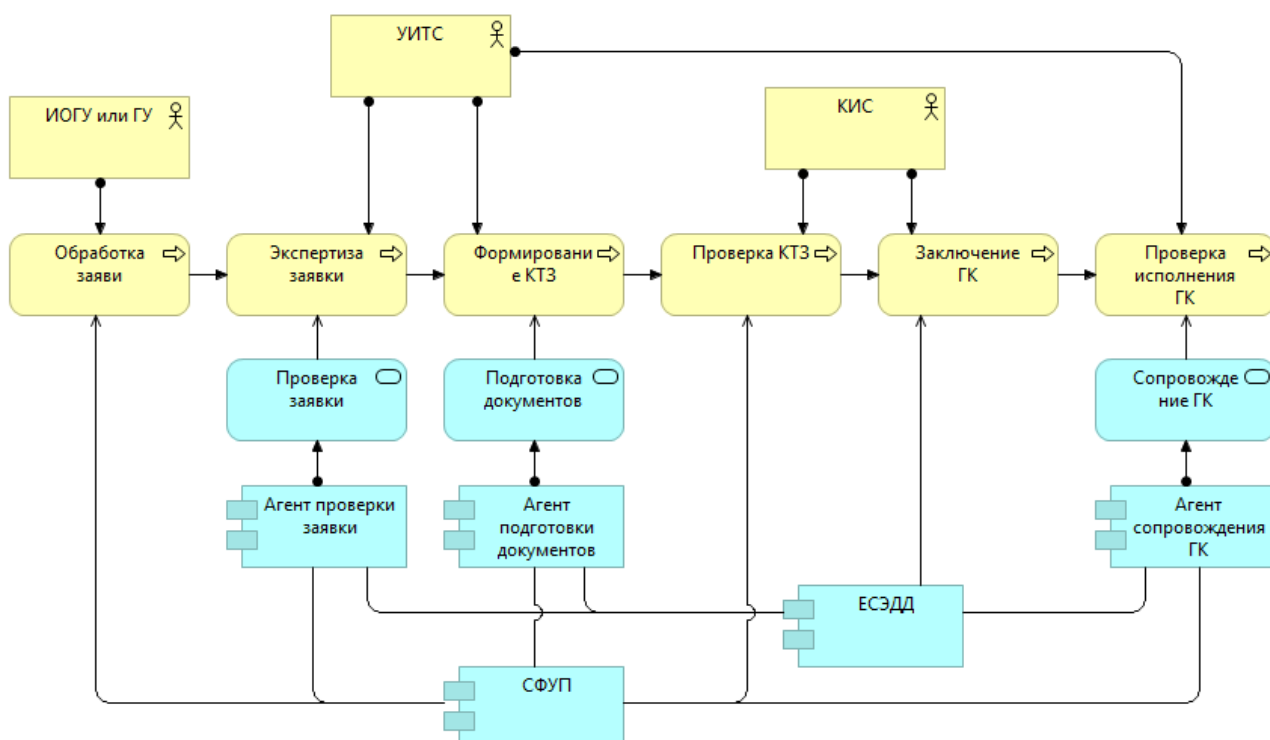 УИТС
ИОГУ или ГУ
КИС
Обработка
заяви
Экспертиза
заявки
Формировани
е КТЗ
Проверка КТЗ
Заключение
ГК
Проверка
исполнения
ГК
Проверка
заявки
Подготовка
документов
Сопровожде
ние ГК
Агент проверки
заявки
Агент
подготовки
документов
Агент
сопровождения
ГК
ЕСЭДД
СФУП